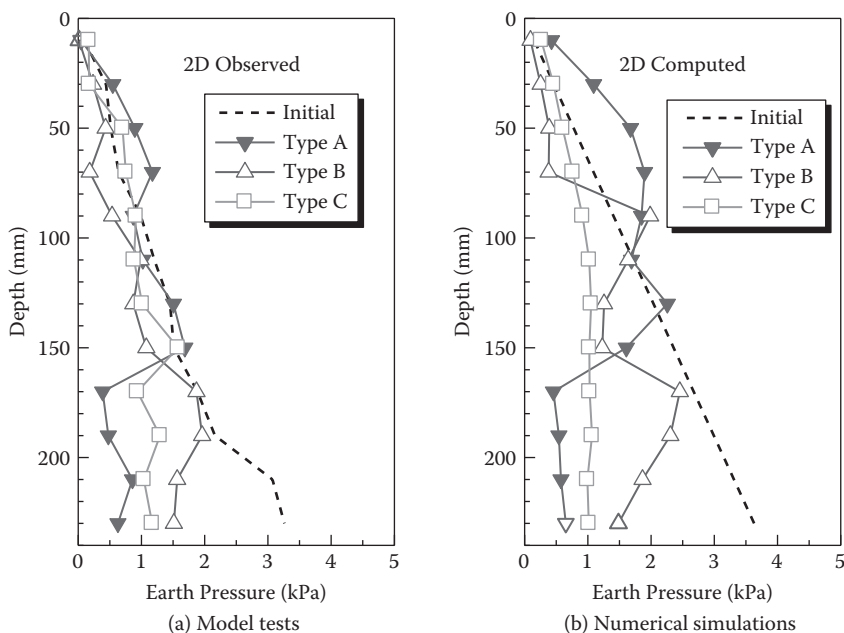 0
50
100
150
200
Depth (mm)
2D Observed
Initial
Type A
Type B
Type C
0 1 2 3 4 5
Earth Pressure (kPa)
(a) Model tests
0
50
100
150
200
Depth (mm)
2D Computed
Initial
Type A
Type B
Type C
0 1 2 3 4 5
Earth Pressure (kPa)
(b) Numerical simulations